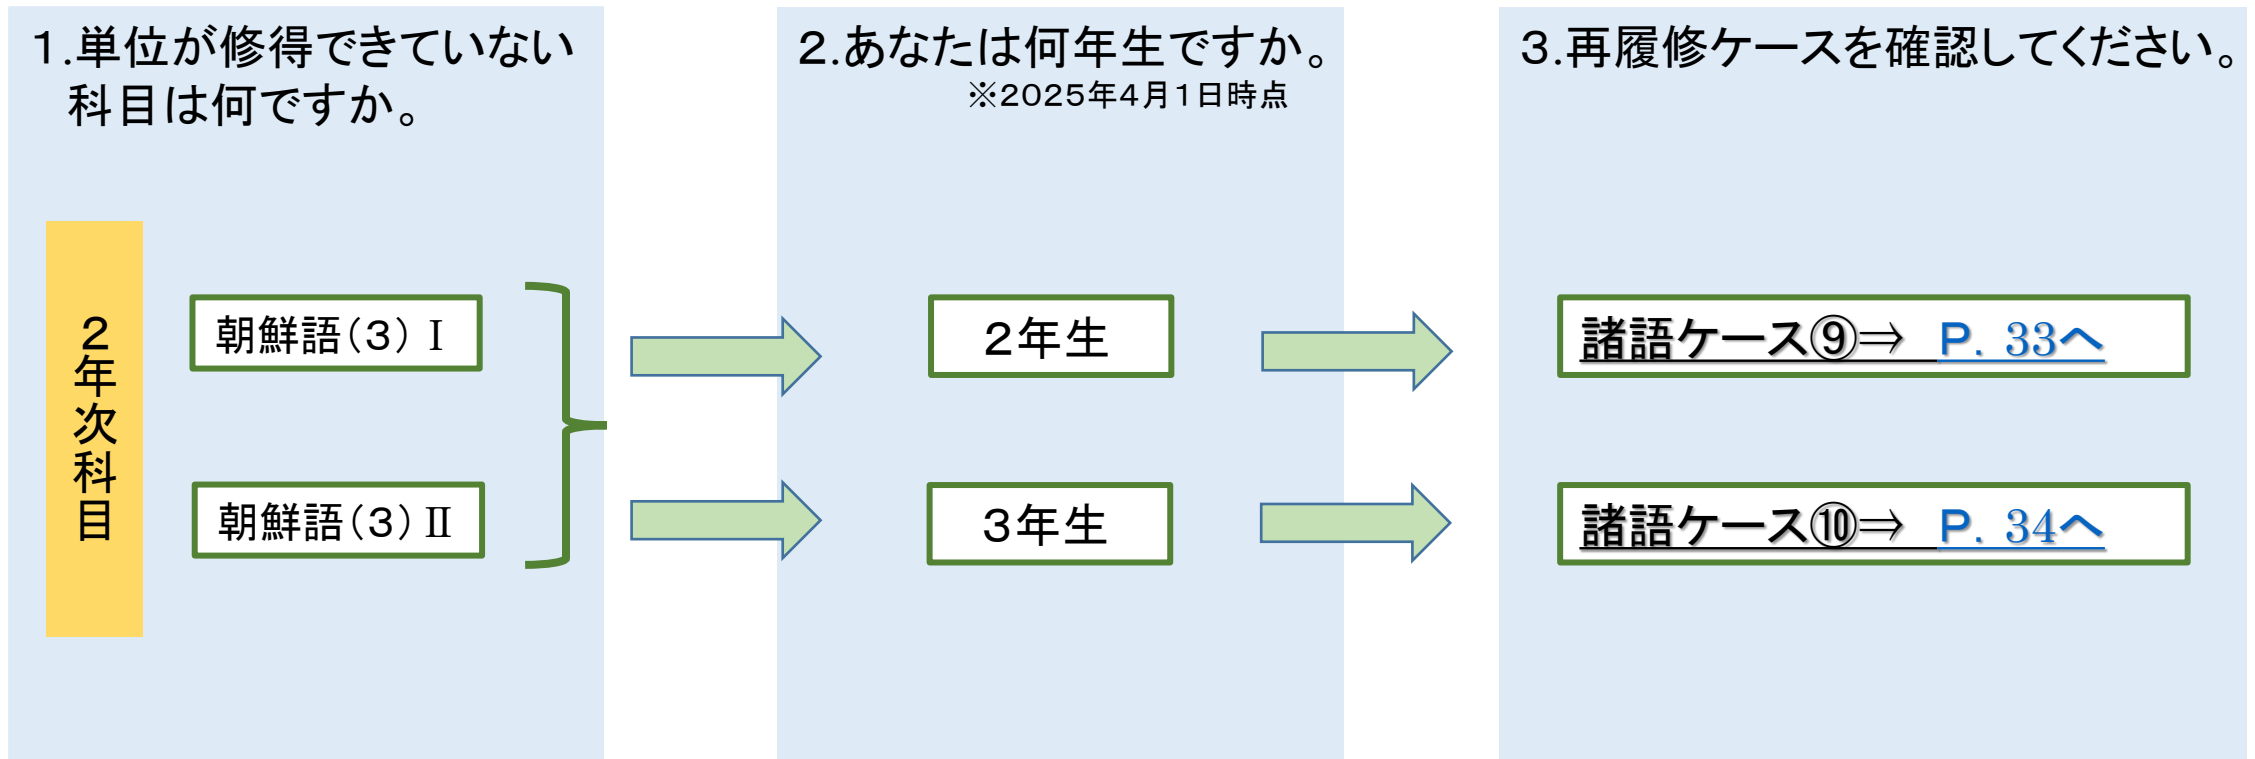 １.単位が修得できていない
科目は何ですか。
２年次科目
朝鮮語（３）Ⅰ
朝鮮語（３）Ⅱ
２.あなたは何年生ですか。
※２０２５年４月１日時点
２年生
３年生
３.再履修ケースを確認してください。
諸語ケース⑨⇒　Ｐ．33へ
諸語ケース⑩⇒　Ｐ．34へ